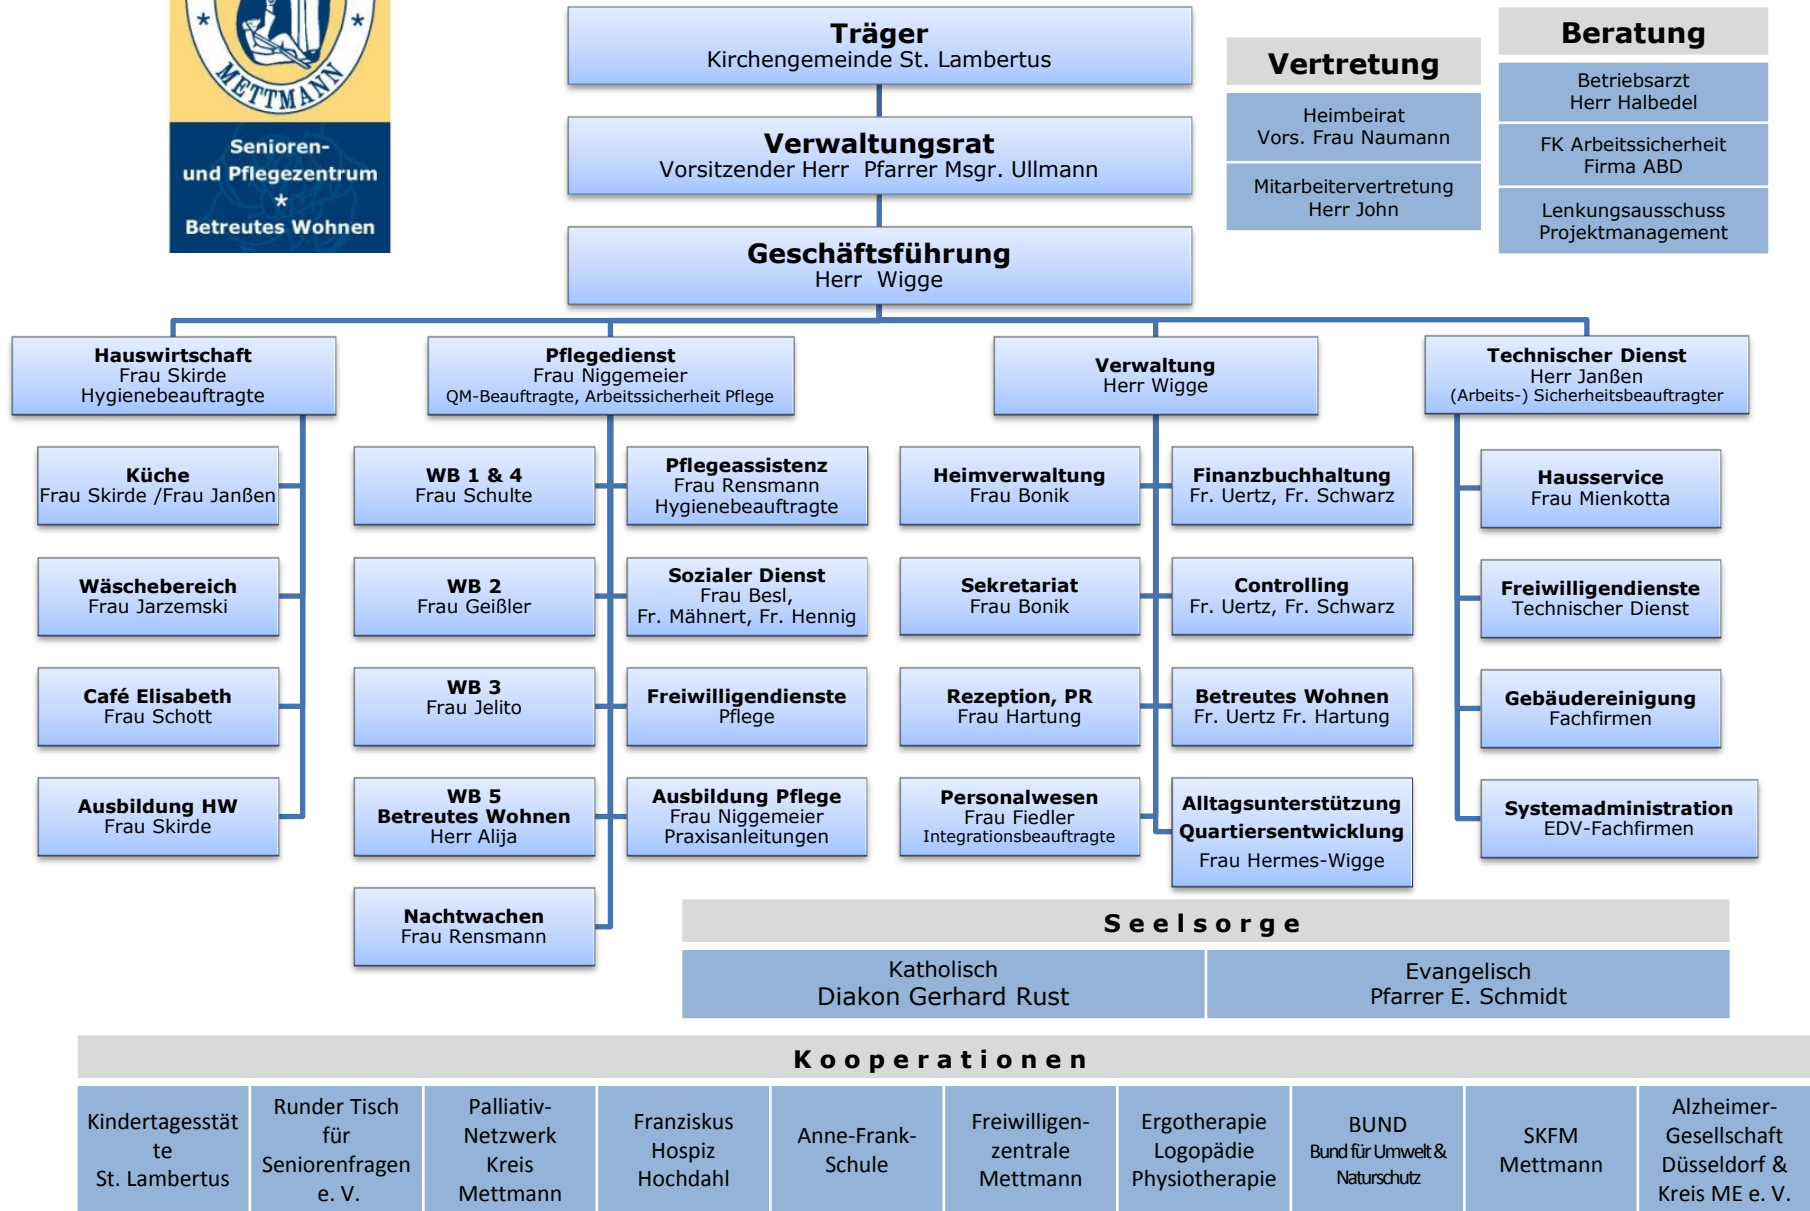 METTMANN
Senioren-
und Pflegezentrum
*
Betreutes Wohnen
Träger
Kirchengemeinde St. Lambertus
Verwaltungsrat
Vorsitzender Herr  Pfarrer Msgr. Ullmann
Geschäftsführung
Herr  Wigge
Vertretung
Heimbeirat
Vors. Frau Naumann
Mitarbeitervertretung
Herr John
Beratung
Betriebsarzt
Herr Halbedel
FK Arbeitssicherheit
Firma ABD
Lenkungsausschuss
Projektmanagement
Hauswirtschaft
Frau Skirde
Hygienebeauftragte
Küche
Frau Skirde /Frau Janßen
Wäschebereich
Frau Jarzemski
Café Elisabeth
Frau Schott
Ausbildung HW
Frau Skirde
Pflegedienst
Frau Niggemeier
QM-Beauftragte, Arbeitssicherheit Pflege
WB 1 & 4
Frau Schulte
WB 2
Frau Geißler
WB 3
Frau Jelito
WB 5
Betreutes Wohnen
Herr Alija
Nachtwachen
Frau Rensmann
Pflegeassistenz
Frau Rensmann
Hygienebeauftragte
Sozialer Dienst
Frau Besl,
Fr. Mähnert, Fr. Hennig
Freiwilligendienste
Pflege
Ausbildung Pflege
Frau Niggemeier
Praxisanleitungen
Verwaltung
Herr Wigge
Heimverwaltung
Frau Bonik
Sekretariat
Frau Bonik
Rezeption, PR
Frau Hartung
Personalwesen
Frau Fiedler
Integrationsbeauftragte
Finanzbuchhaltung
Fr. Uertz, Fr. Schwarz
Controlling
Fr. Uertz, Fr. Schwarz
Betreutes Wohnen
Fr. Uertz Fr. Hartung
Alltagsunterstützung
Quartiersentwicklung
Frau Hermes-Wigge
Technischer Dienst
Herr Janßen
(Arbeits-) Sicherheitsbeauftragter
Hausservice
Frau Mienkotta
Freiwilligendienste
Technischer Dienst
Gebäudereinigung
Fachfirmen
Systemadministration
EDV-Fachfirmen
Seelsorge
Katholisch
Diakon Gerhard Rust
Evangelisch
Pfarrer E. Schmidt
Kooperationen
Kindertagesstät
te
St. Lambertus
Runder Tisch
für
Seniorenfragen
e. V.
Palliativ-
Netzwerk
Kreis
Mettmann
Franziskus
Hospiz
Hochdahl
Anne-Frank-
Schule
Freiwilligen-
zentrale
Mettmann
Ergotherapie
Logopädie
Physiotherapie
BUND
Bund für Umwelt &
Naturschutz
SKFM
Mettmann
Alzheimer-
Gesellschaft
Düsseldorf &
Kreis ME e. V.